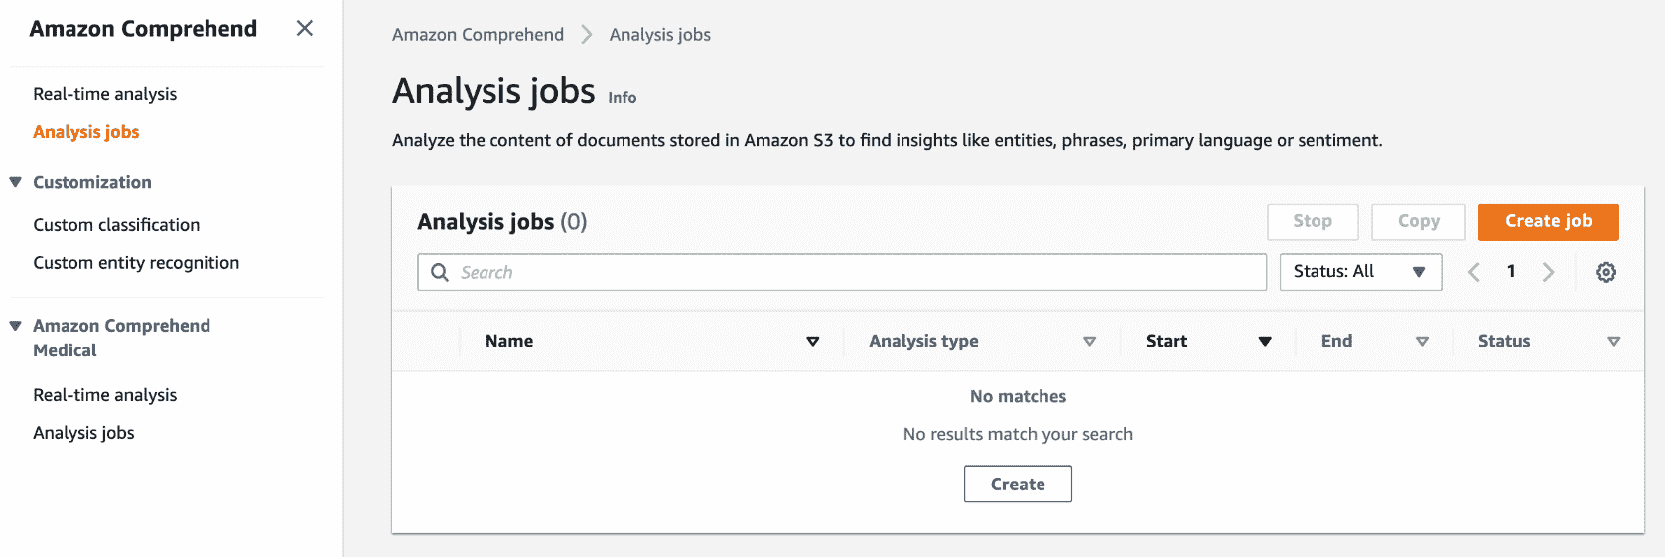 Amazon Comprehend
Real-time analysis
Analysis jobs
Customization
Custom classification
Custom entity recognition
Amazon Comprehend
Medical
Real-time analysis
Analysis jobs
Amazon Comprehend Analysis jobs
Analysis jobs Info
Analyze the content of documents stored in Amazon S3 to find insights like entities, phrases, primary language or sentiment.
Analysis jobs (0) Stop Copy Create job
Search Status: All 1
Name Analysis type Start End Status
No matches
No results match your search
Create